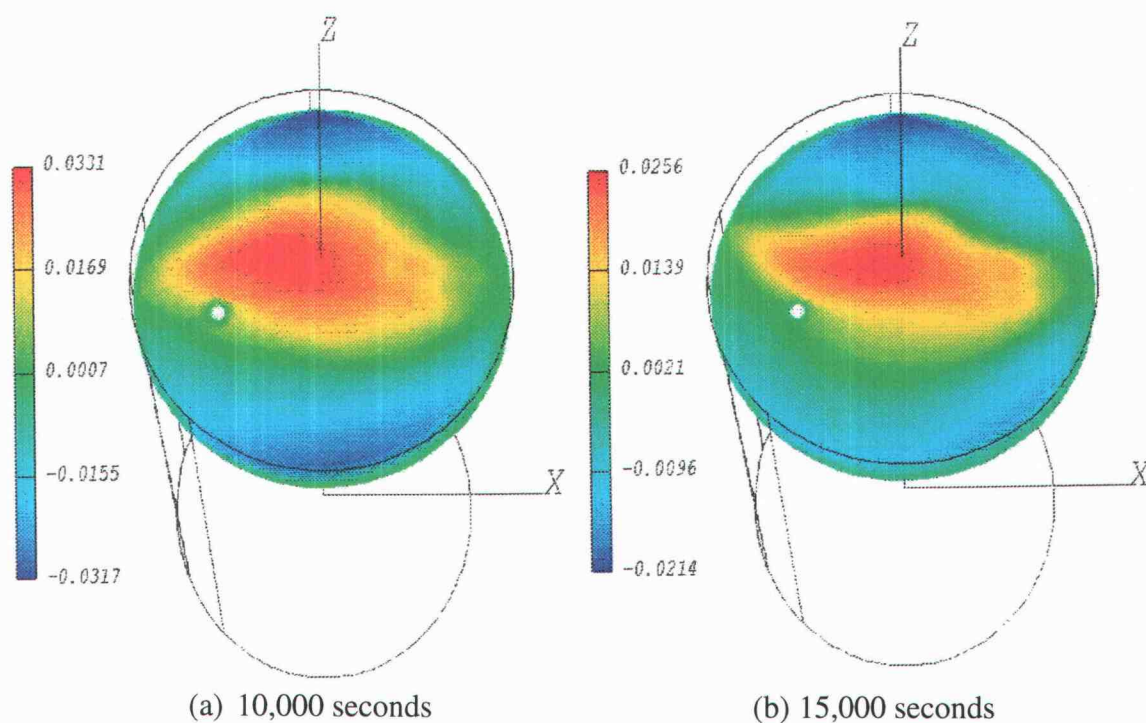 Z
0.0331
0.0169
0.0007
-0.0155
-0.0317
X
(a) 10,000 seconds
Z
0.0256
0.0139
0.0021
-0.0096
-0.0214
X
(b) 15,000 seconds